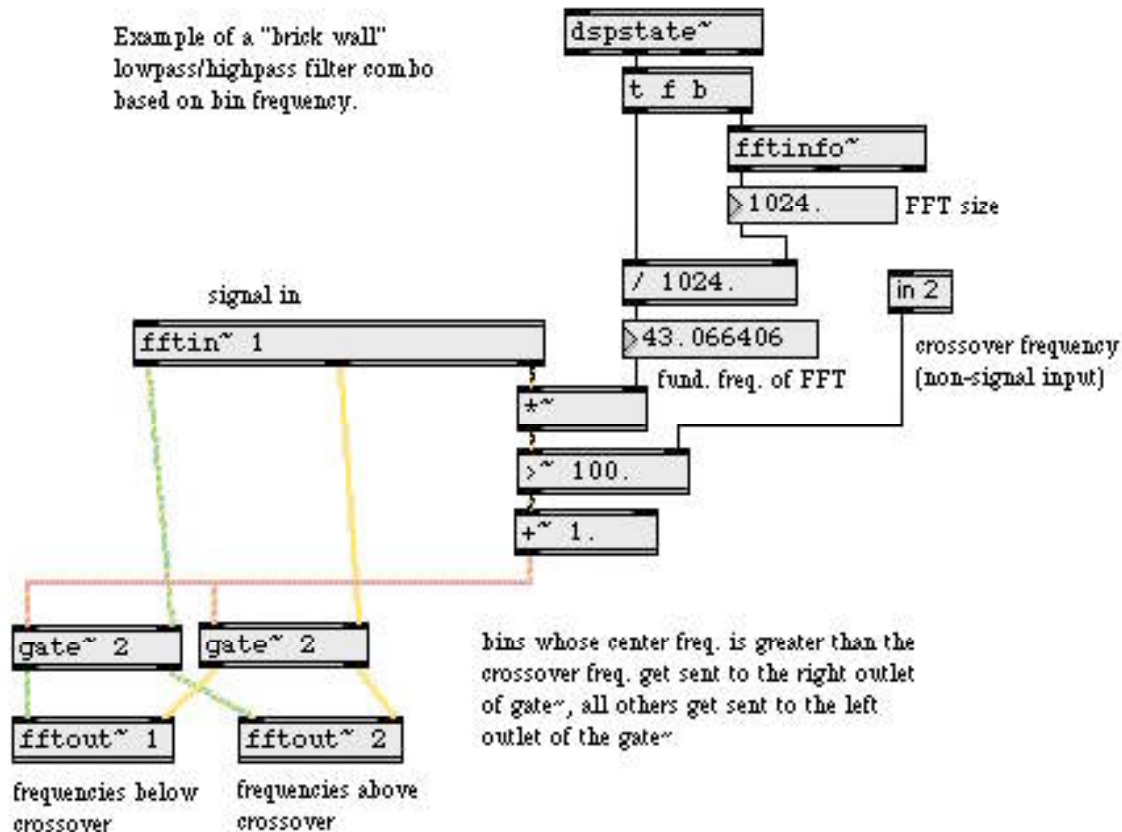 Example of a "brick wall"
lowpass/highpass filter combo
based on bin frequency.
dspstate~
t f b
fftinfo~
1024.
FFT size
/ 1024.
in 2
signal in
fftin~ 1
43.066406
crossover frequency
(non-signal input)
fund. freq. of FFT
*~
>~ 100.
+~ 1.
gate~ 2
gate~ 2
bins whose center freq. is greater than the
crossover freq. get sent to the right outlet
of gate~, all others get sent to the left
outlet of the gate~
fftout~ 1
fftout~ 2
frequencies below
crossover
frequencies above
crossover